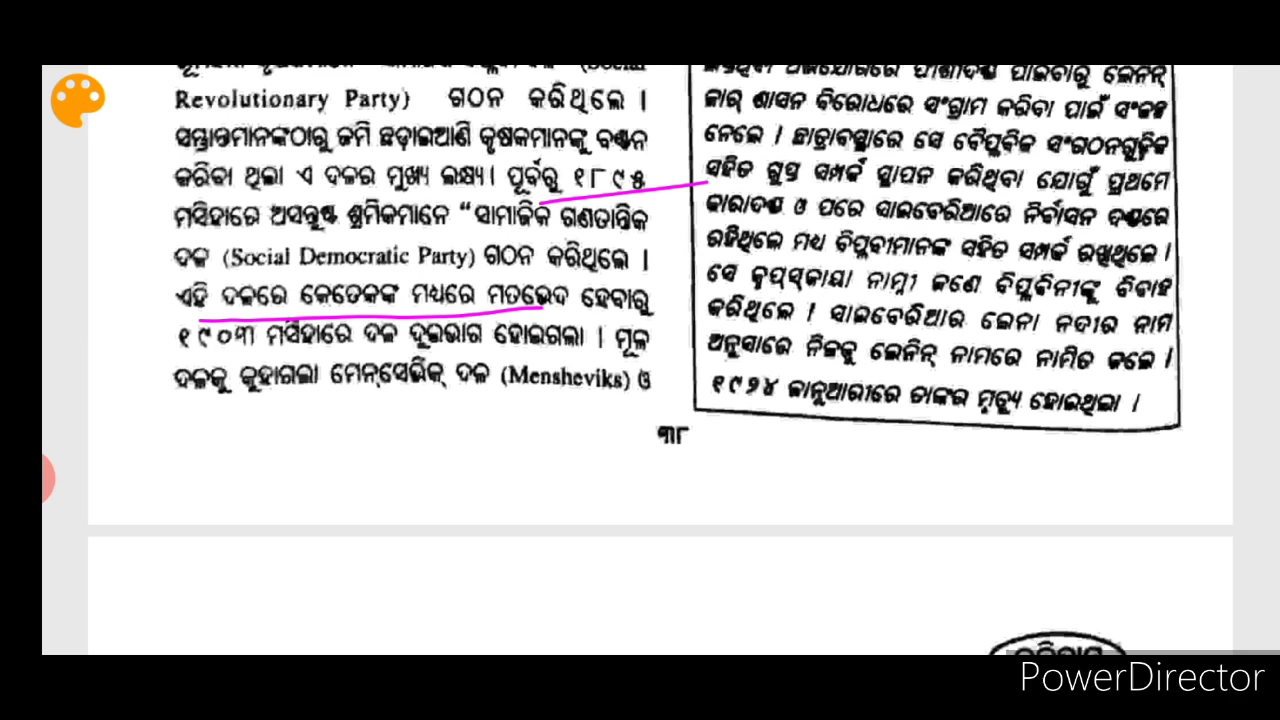 Revolutionary Party) ଗଠନ କରିଥିଲେ ।
ସମ୍ଭ୍ରାନ୍ତମାନଙ୍କଠାରୁ ଜମି ଛଡ଼ାଇଆଣି କୃଷକମାନଙ୍କୁ ବଣ୍ଟନ
କରିବା ଥିଲା ଏ ଦଳର ମୁଖ୍ୟ ଲକ୍ଷ୍ୟ। ପୂର୍ବରୁ ୧୮୯୫
ମସିହାରେ ଅସନ୍ତୁଷ୍ଟ ଶ୍ରମିକମାନେ “ସାମାଜିକ ଗଣତାନ୍ତ୍ରିକ
ଦଳ (Social Democratic Party) ଗଠନ କରିଥିଲେ ।
ଏହି ଦଳରେ କେତେକଙ୍କ ମଧ୍ୟରେ ମତଭେଦ ହେବାରୁ
୧୯୦୩ ମସିହାରେ ଦଳ ଦୁଇଭାଗ ହୋଇଗଲା । ମୂଳ
ଦଳକୁ କୁହାଗଲା ମେନ୍‌ସେଭିକ୍ ଦଳ (Mensheviks) ଓ
ପାଇବାରୁ ଲେନିନ୍
ଜାର୍ ଶାସନ ବିରୋଧରେ ସଂଗ୍ରାମ କରିବା ପାଇଁ ସଂକଳ୍ପ
ନେଲେ । ଛାତ୍ରାବସ୍ଥାରେ ସେ ବୈପ୍ଳବିକ ସଂଗଠନଗୁଡ଼ିକ
ସହିତ ଗୁପ୍ତ ସମ୍ପର୍କ ସ୍ଥାପନ କରିଥିବା ଯୋଗୁଁ ପ୍ରଥମେ
କାରାଦଣ୍ଡ ଓ ପରେ ସାଇବେରିଆରେ ନିର୍ବାସନ ଦଣ୍ଡରେ
ରହିଥିଲେ ମଧ୍ୟ ବିପ୍ଳବୀମାନଙ୍କ ସହିତ ସମ୍ପର୍କ ରଖିଥିଲେ ।
ସେ କୃପ୍‌ସ୍କାୟା ନାମ୍ନୀ ଜଣେ ବିପ୍ଳବିନୀଙ୍କୁ ବିବାହ
କରିଥିଲେ । ସାଇବେରିଆର ଲେନା ନଦୀର ନାମ
ଅନୁସାରେ ନିଜକୁ ଲେନିନ୍ ନାମରେ ନାମିତ କଲେ ।
୧୯୨୪ ଜାନୁଆରୀରେ ତାଙ୍କର ମୃତ୍ୟୁ ହୋଇଥିଲା ।
୩୮
PowerDirector